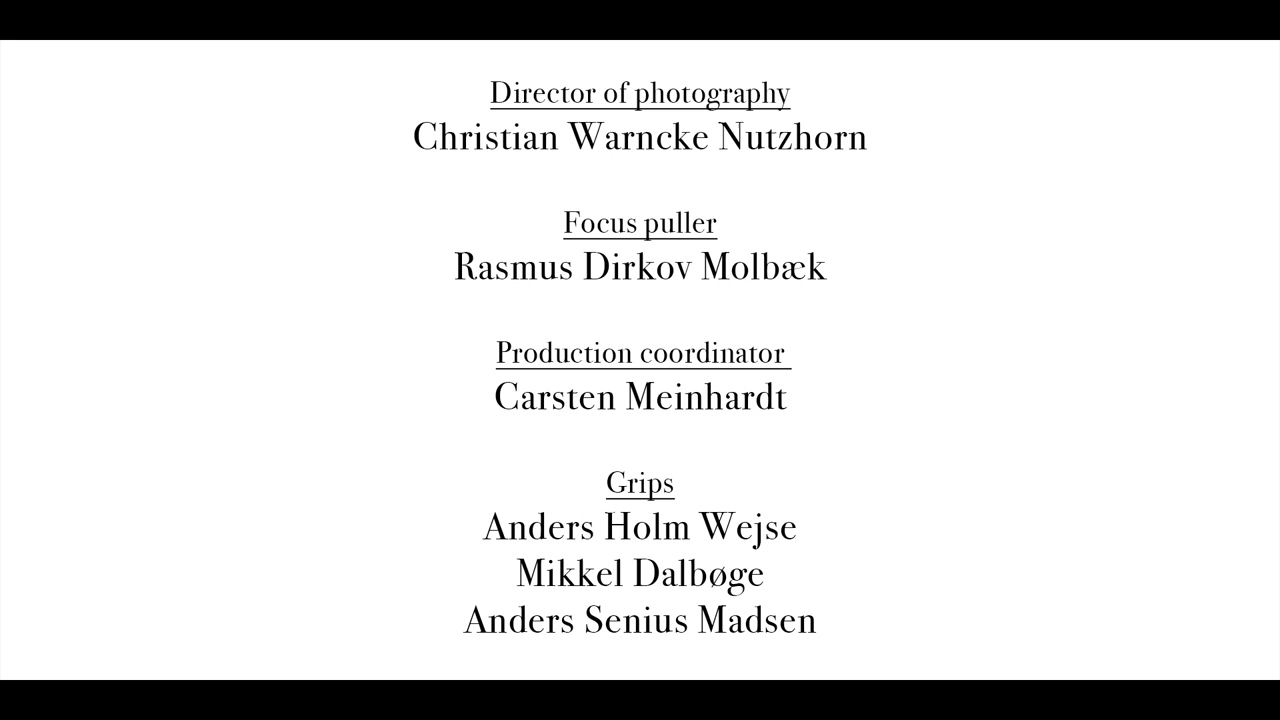 Director of photography
Christian Warncke Nutzhorn
Focus puller
Rasmus Dirkov Molbæk
Production coordinator
Carsten Meinhardt
Grips
Anders Holm Wejse
Mikkel Dalbøge
Anders Senius Madsen